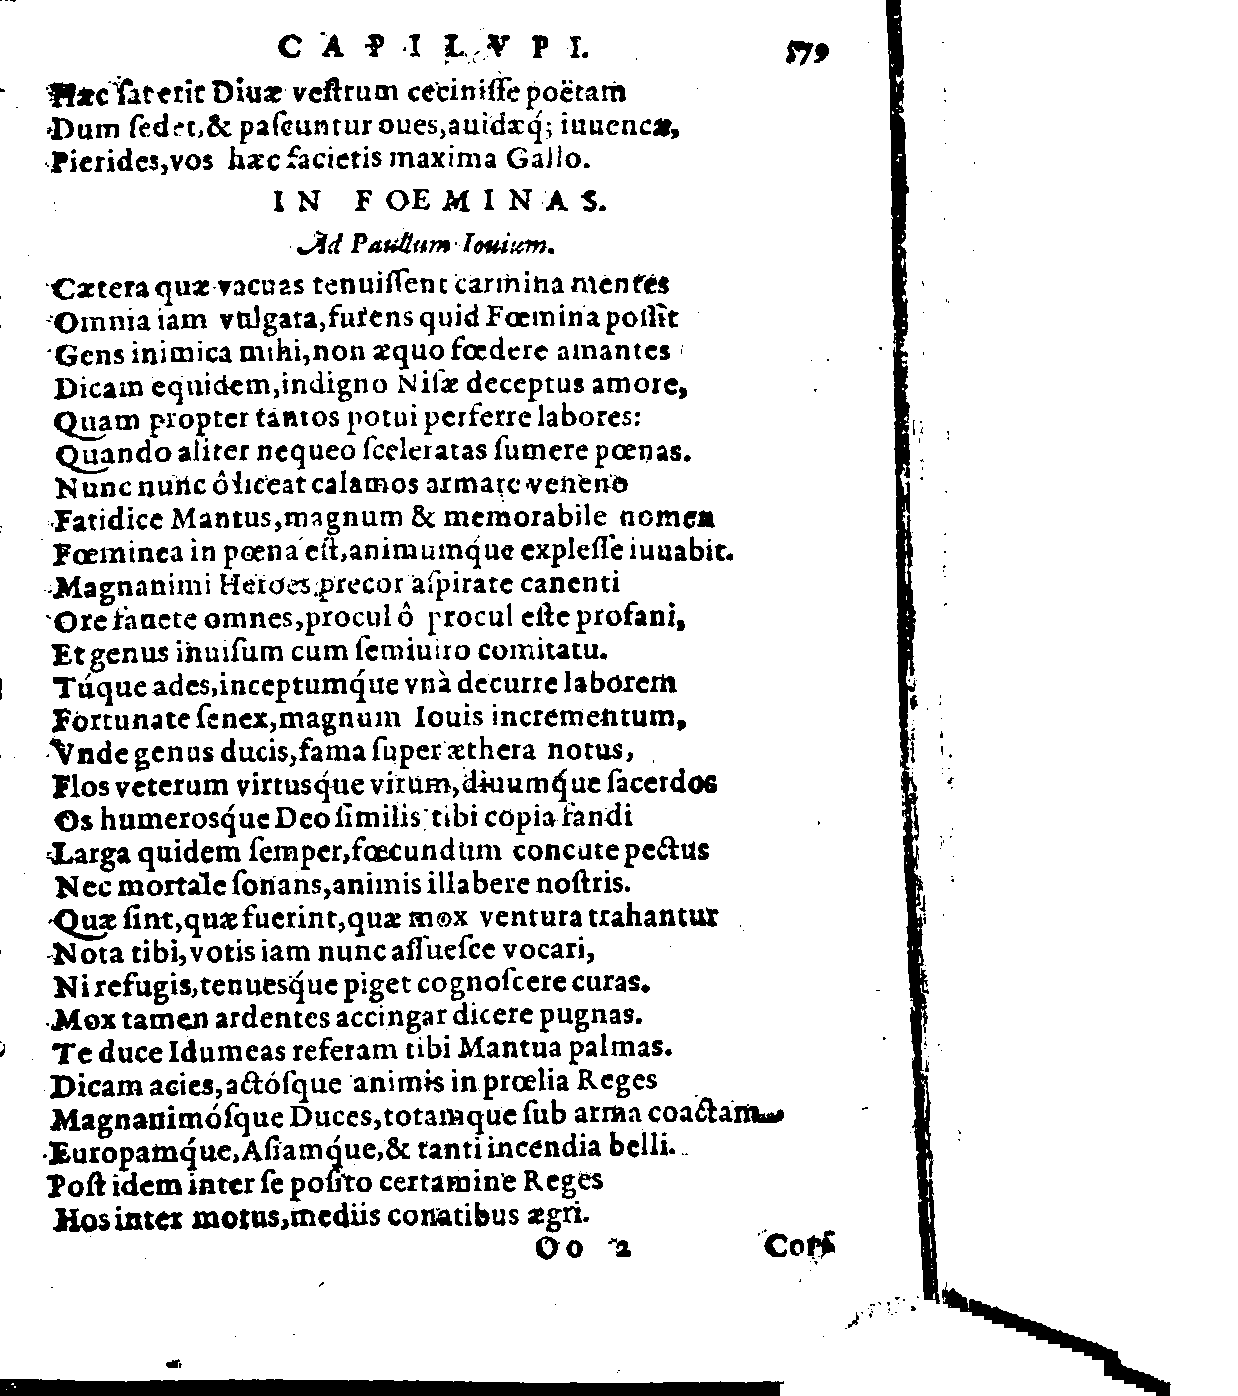 CAPILVPI. 579
Hæc ſat erit Diuæ veſtrum ceciniſſe poëtam
Dum ſedet,& paſcuntur oues,auidæq́; iuuencæ,
Pierides,vos hæc facietis maxima Gallo.
IN FOEMINAS.
Ad Paullum Iouium.
Cætera quæ vacuas tenuiſſent carmina mentes
Omnia iam vulgata,furens quid Fœmina poſſit
Gens inimica mihi,non æquo fœdere amantes
Dicam equidem,indigno Niſæ deceptus amore,
Quam propter tantos potui perferre labores:
Quando aliter nequeo ſceleratas ſumere pœnas.
Nunc nunc ô liceat calamos armare veneno
Fatidice Mantus,magnum & memorabile nomen
Fœminea in pœna eſt,animumq́ue expleſſe iuuabit.
Magnanimi Heroes precor aſpirate canenti
Ore fauete omnes,procul ô procul eſte profani,
Et genus inuiſum cum ſemiuiro comitatu.
Túque ades,inceptumq́ue vnà decurre laborem
Fortunate ſenex,magnum Iouis incrementum,
Vnde genus ducis,fama ſuper æthera notus,
Flos veterum virtusq́ue virum,diuumq́ue ſacerdos
Os humerosq́ue Deo ſimilis tibi copia fandi
Larga quidem ſemper,fœcundum concute pectus
Nec mortale ſonans,animis illabere noſtris.
Quæ ſint,quæ fuerint,quæ mox ventura trahantur
Nota tibi,votis iam nunc aſſueſce vocari,
Ni refugis,tenuesq́ue piget cognoſcere curas.
Mox tamen ardentes accingar dicere pugnas.
Te duce Idumeas referam tibi Mantua palmas.
Dicam acies,actóſque animis in prœlia Reges
Magnanimóſque Duces,totamque ſub arma coactam
Europamq́ue,Aſiamq́ue,& tanti incendia belli.
Poſt idem inter ſe poſito certamine Reges
Hos inter motus,mediis conatibus ægri.
Oo 2 Corſ